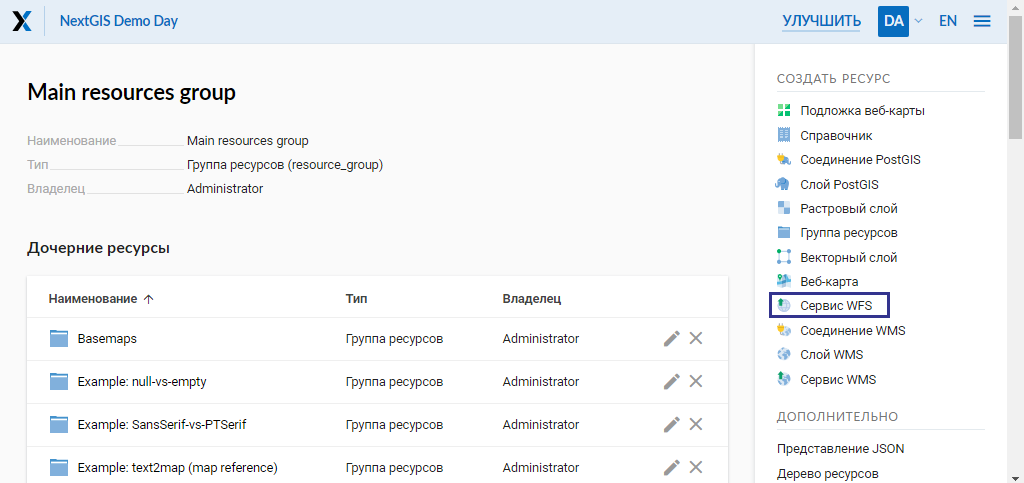 NextGIS Demo Day
УЛУЧШИТЬ DA EN
Main resources group
Наименование Main resources group
Тип Группа ресурсов (resource_group)
Владелец Administrator
Дочерние ресурсы
Наименование Тип Владелец
Basemaps Группа ресурсов Administrator
Example: null-vs-empty Группа ресурсов Administrator
Example: SansSerif-vs-PTSerif Группа ресурсов Administrator
Example: text2map (map reference) Группа ресурсов Administrator
СОЗДАТЬ РЕСУРС
Подложка веб-карты
Справочник
Соединение PostGIS
Слой PostGIS
Растровый слой
Группа ресурсов
Векторный слой
Веб-карта
Сервис WFS
Соединение WMS
Слой WMS
Сервис WMS
ДОПОЛНИТЕЛЬНО
Представление JSON
Дерево ресурсов